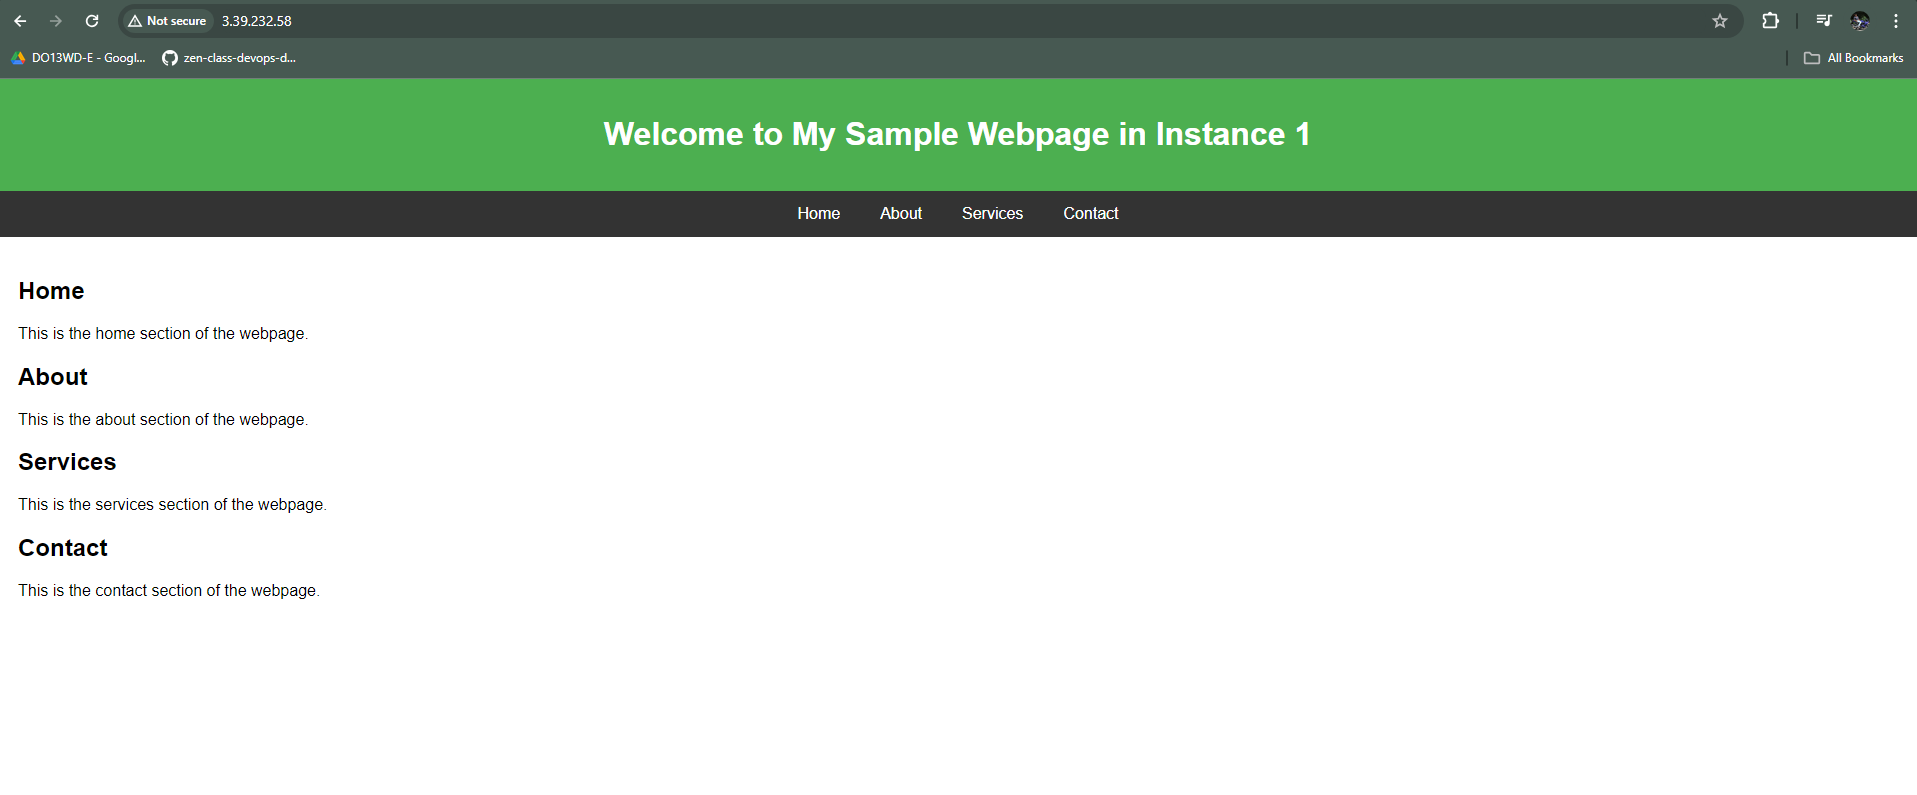 Not secure 3.39.232.58
DO13WD-E - Googl... zen-class-devops-d... All Bookmarks
Welcome to My Sample Webpage in Instance 1
Home About Services Contact
Home
This is the home section of the webpage.
About
This is the about section of the webpage.
Services
This is the services section of the webpage.
Contact
This is the contact section of the webpage.